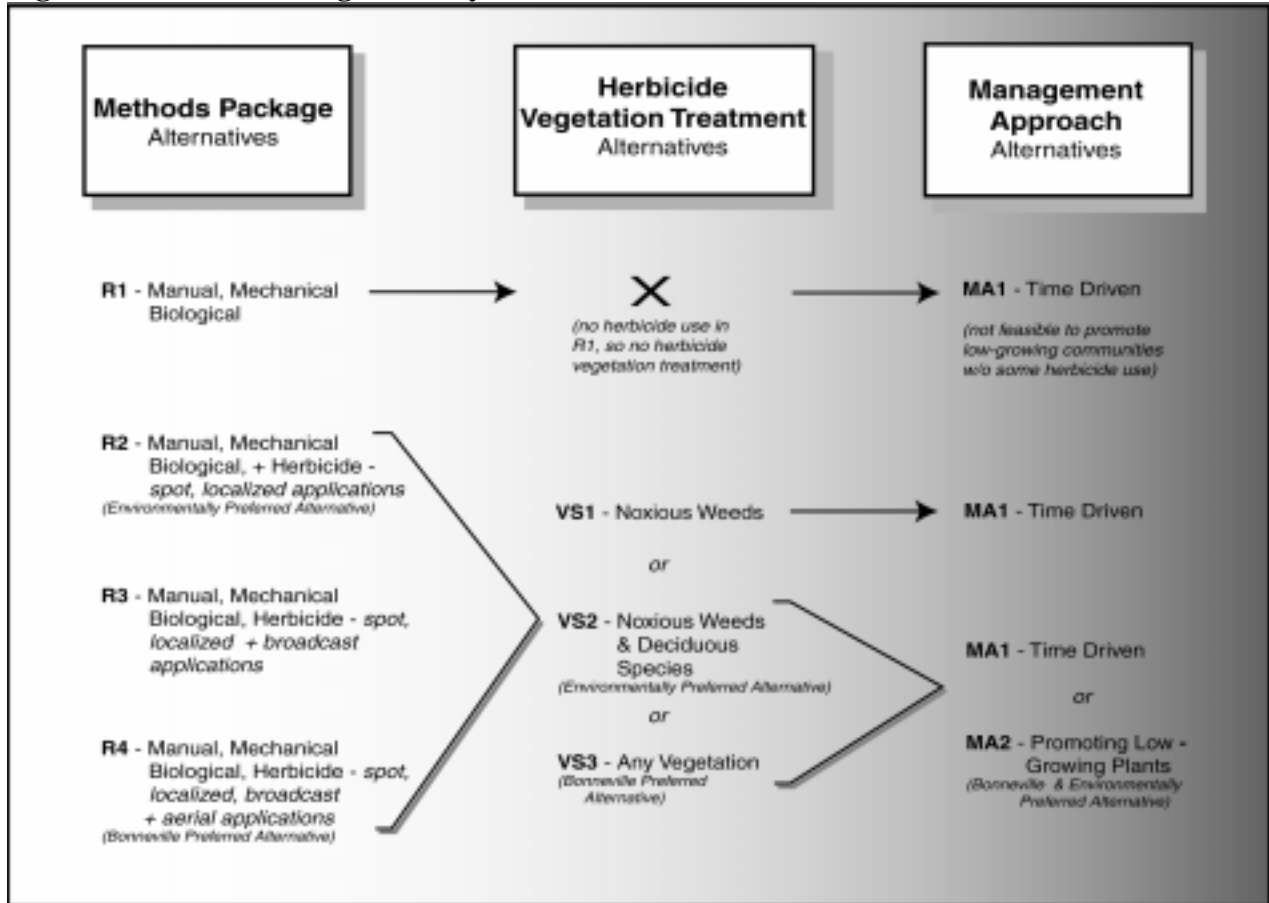 Methods Package
Alternatives
Herbicide
Vegetation Treatment
Alternatives
Management
Approach
Alternatives
R1 - Manual, Mechanical
Biological
X
(no herbicide use in
R1, so no herbicide
vegetation treatment)
MA1 - Time Driven
(not feasible to promote
low-growing communities
w/o some herbicide use)
R2 - Manual, Mechanical
Biological, + Herbicide -
spot, localized applications
(Environmentally Preferred Alternative)
R3 - Manual, Mechanical
Biological, Herbicide - spot,
localized + broadcast
applications
R4 - Manual, Mechanical
Biological, Herbicide - spot,
localized, broadcast
+ aerial applications
(Bonneville Preferred Alternative)
VS1 - Noxious Weeds
or
VS2 - Noxious Weeds
& Deciduous
Species
(Environmentally Preferred Alternative)
or
VS3 - Any Vegetation
(Bonneville Preferred
Alternative)
MA1 - Time Driven
MA1 - Time Driven
or
MA2 - Promoting Low -
Growing Plants
(Bonneville & Environmentally
Preferred Alternative)